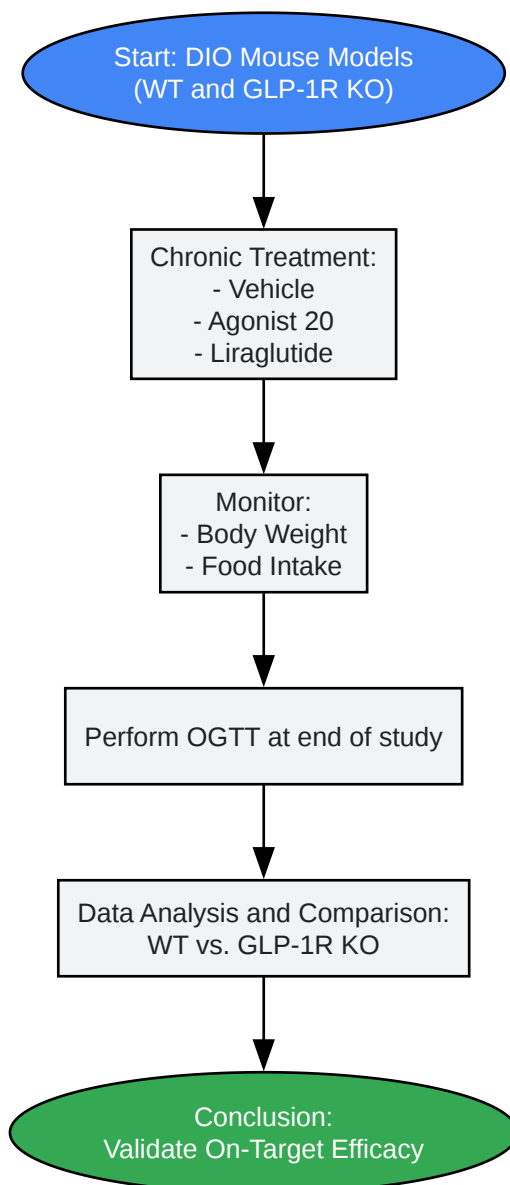 Start: DIO Mouse Models
(WT and GLP-1R KO)
Chronic Treatment:
- Vehicle
- Agonist 20
- Liraglutide
Monitor:
- Body Weight
- Food Intake
Perform OGTT at end of study
Data Analysis and Comparison:
WT vs. GLP-1R KO
Conclusion:
Validate On-Target Efficacy